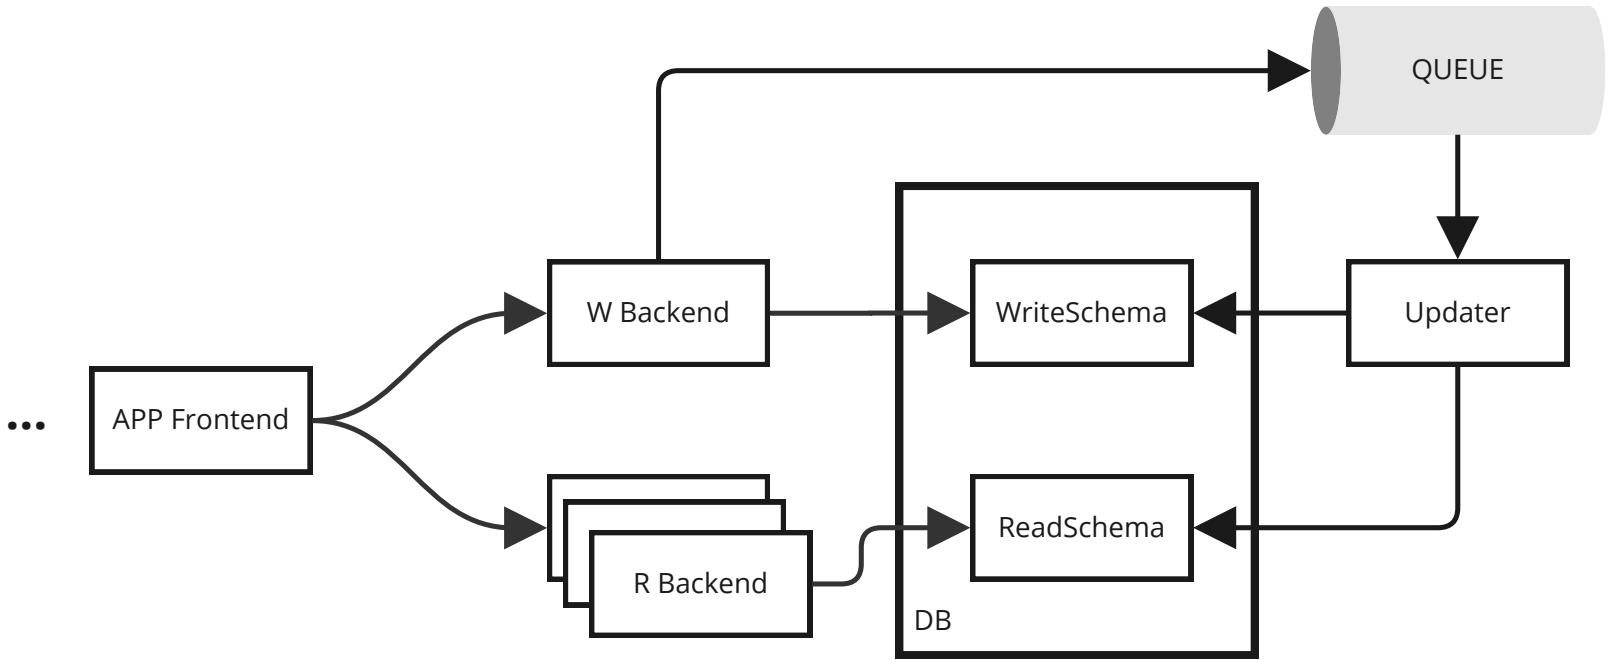 QUEUE
W Backend
WriteSchema
Updater
... APP Frontend
ReadSchema
R Backend
DB